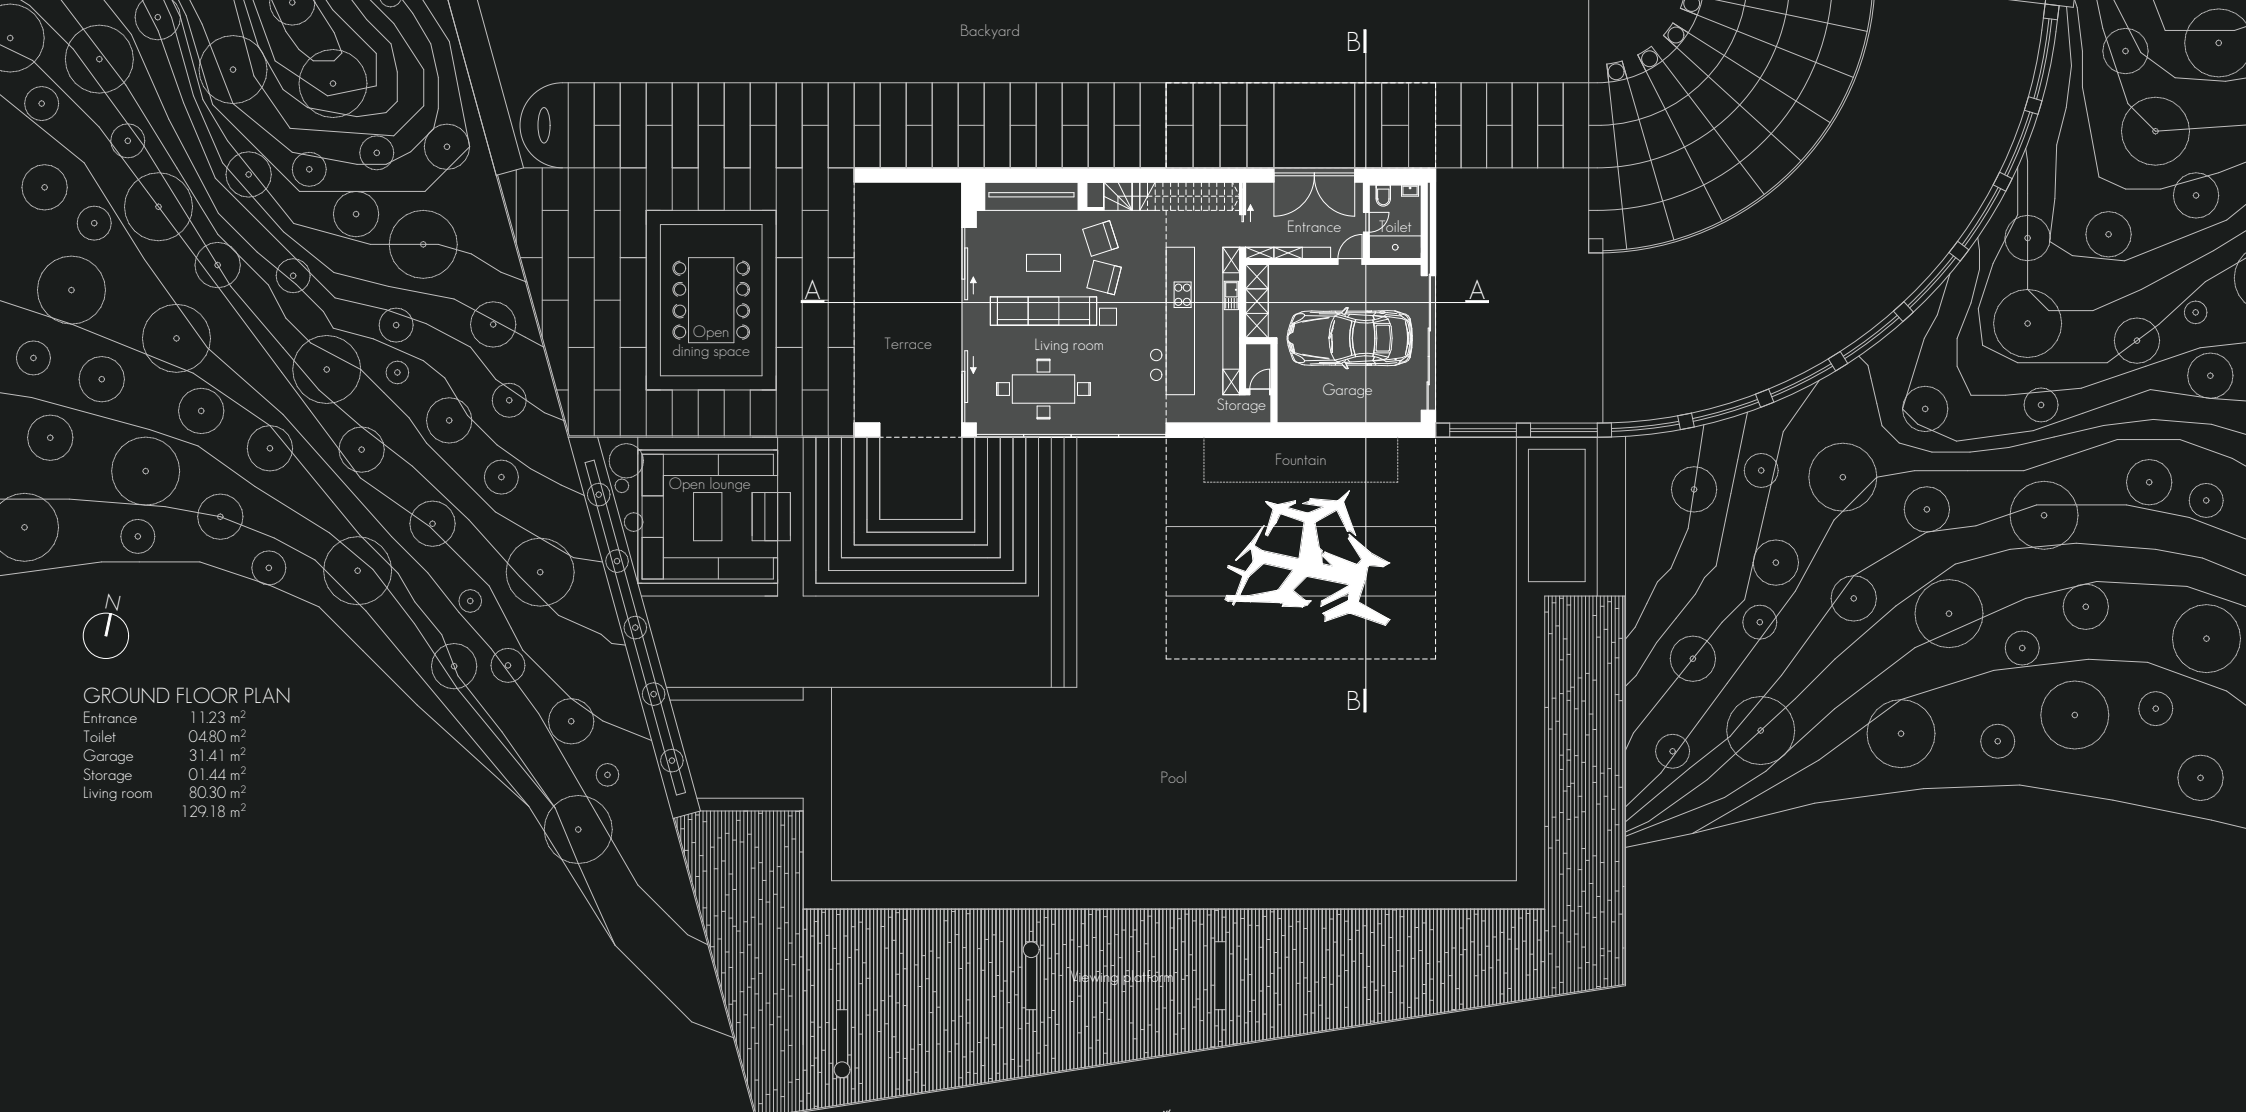 Backyard
B
Entrance
Toilet
A
A
Open
dining space
Terrace
Living room
Garage
Storage
Fountain
Open lounge
N
GROUND FLOOR PLAN
Entrance 11.23 m²
Toilet 04.80 m²
Garage 31.41 m²
Storage 01.44 m²
Living room 80.30 m²
129.18 m²
B
Pool
Viewing platform